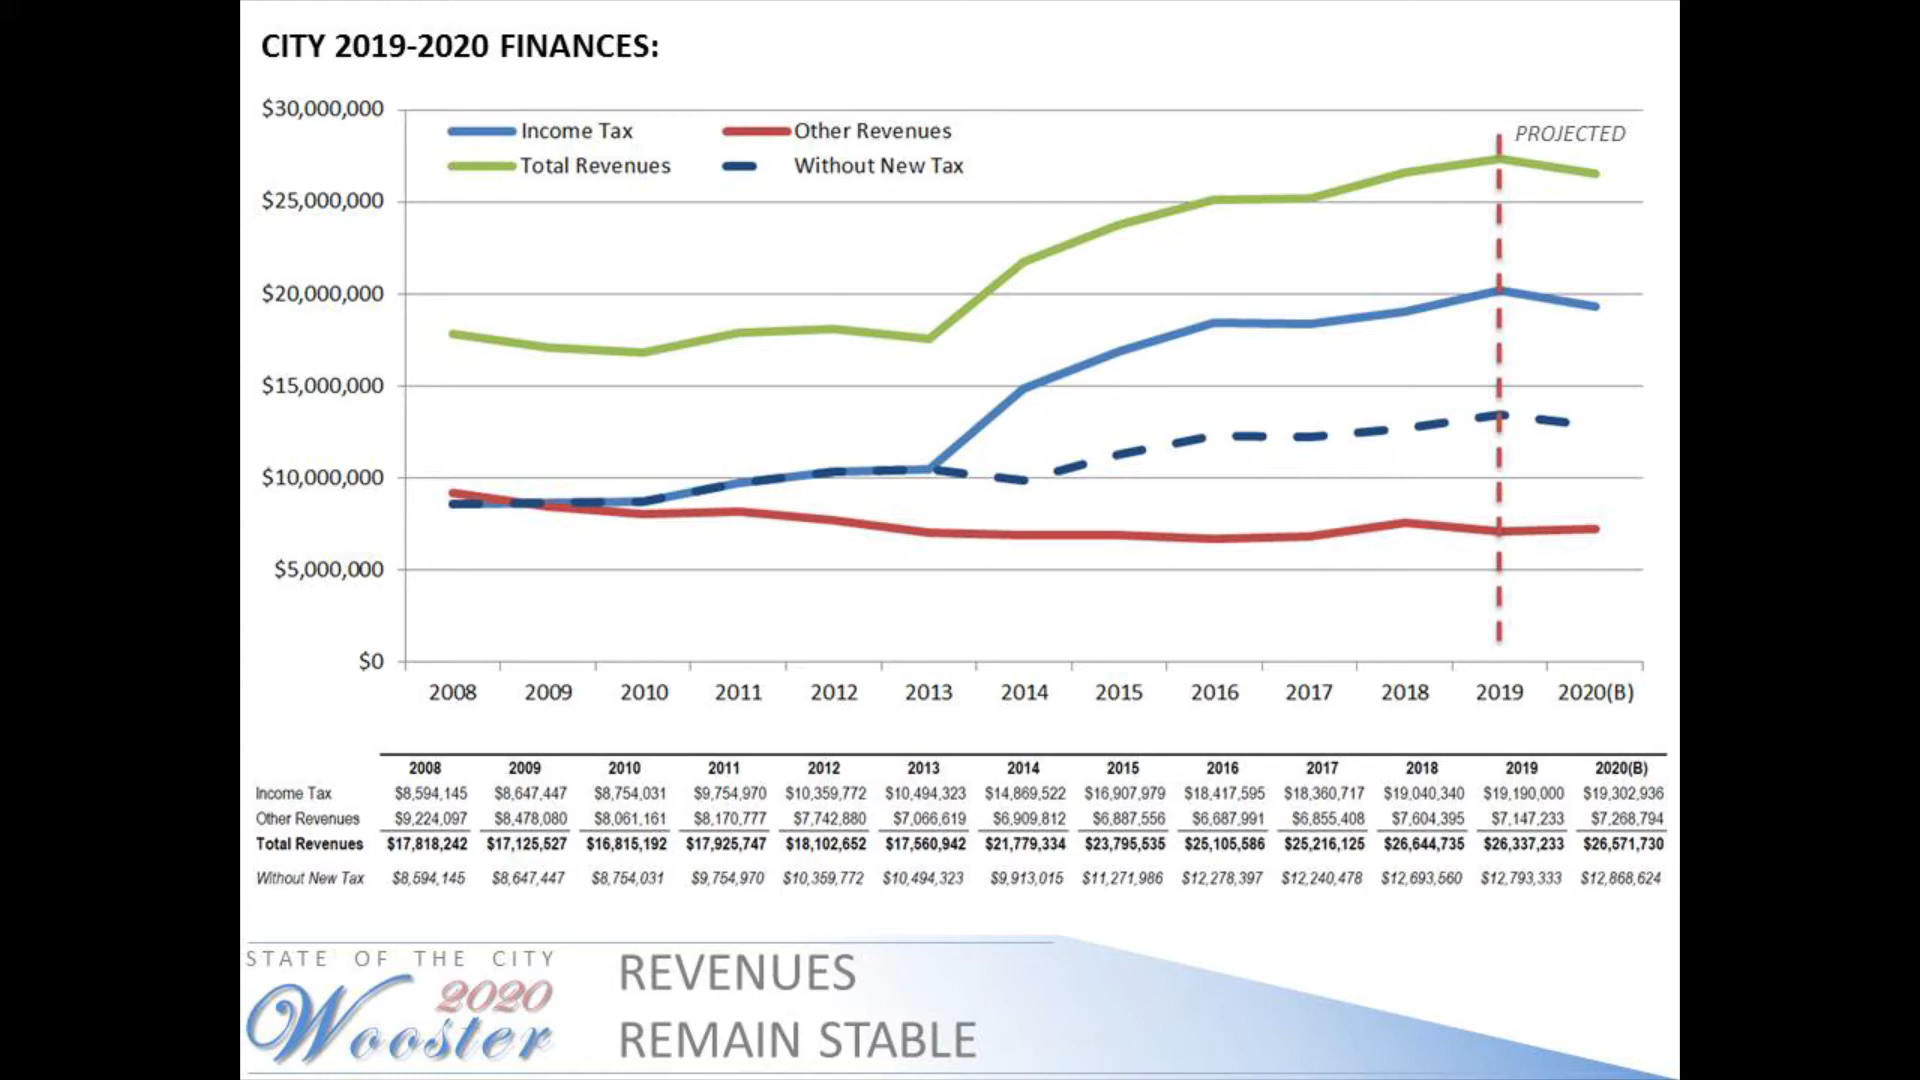 CITY 2019-2020 FINANCES:
$30,000,000
Income Tax Other Revenues PROJECTED
Total Revenues Without New Tax
$25,000,000
$20,000,000
$15,000,000
$10,000,000
$5,000,000
$0
2008 2009 2010 2011 2012 2013 2014 2015 2016 2017 2018 2019 2020(B)
2008 2009 2010 2011 2012 2013 2014 2015 2016 2017 2018 2019 2020(B)
Income Tax $8,594,145 $8,647,447 $8,754,031 $9,754,970 $10,359,772 $10,494,323 $14,869,522 $16,907,979 $18,417,595 $18,360,717 $19,040,340 $19,190,000 $19,302,936
Other Revenues $9,224,097 $8,478,080 $8,061,161 $8,170,777 $7,742,880 $7,066,619 $6,909,812 $6,887,556 $6,687,991 $6,855,408 $7,604,395 $7,147,233 $7,268,794
Total Revenues $17,818,242 $17,125,527 $16,815,192 $17,925,747 $18,102,652 $17,560,942 $21,779,334 $23,795,535 $25,105,586 $25,216,125 $26,644,735 $26,337,233 $26,571,730
Without New Tax $8,594,145 $8,647,447 $8,754,031 $9,754,970 $10,359,772 $10,494,323 $9,913,015 $11,271,986 $12,278,397 $12,240,478 $12,693,560 $12,793,333 $12,868,624
STATE OF THE CITY
2020
Wooster
REVENUES
REMAIN STABLE